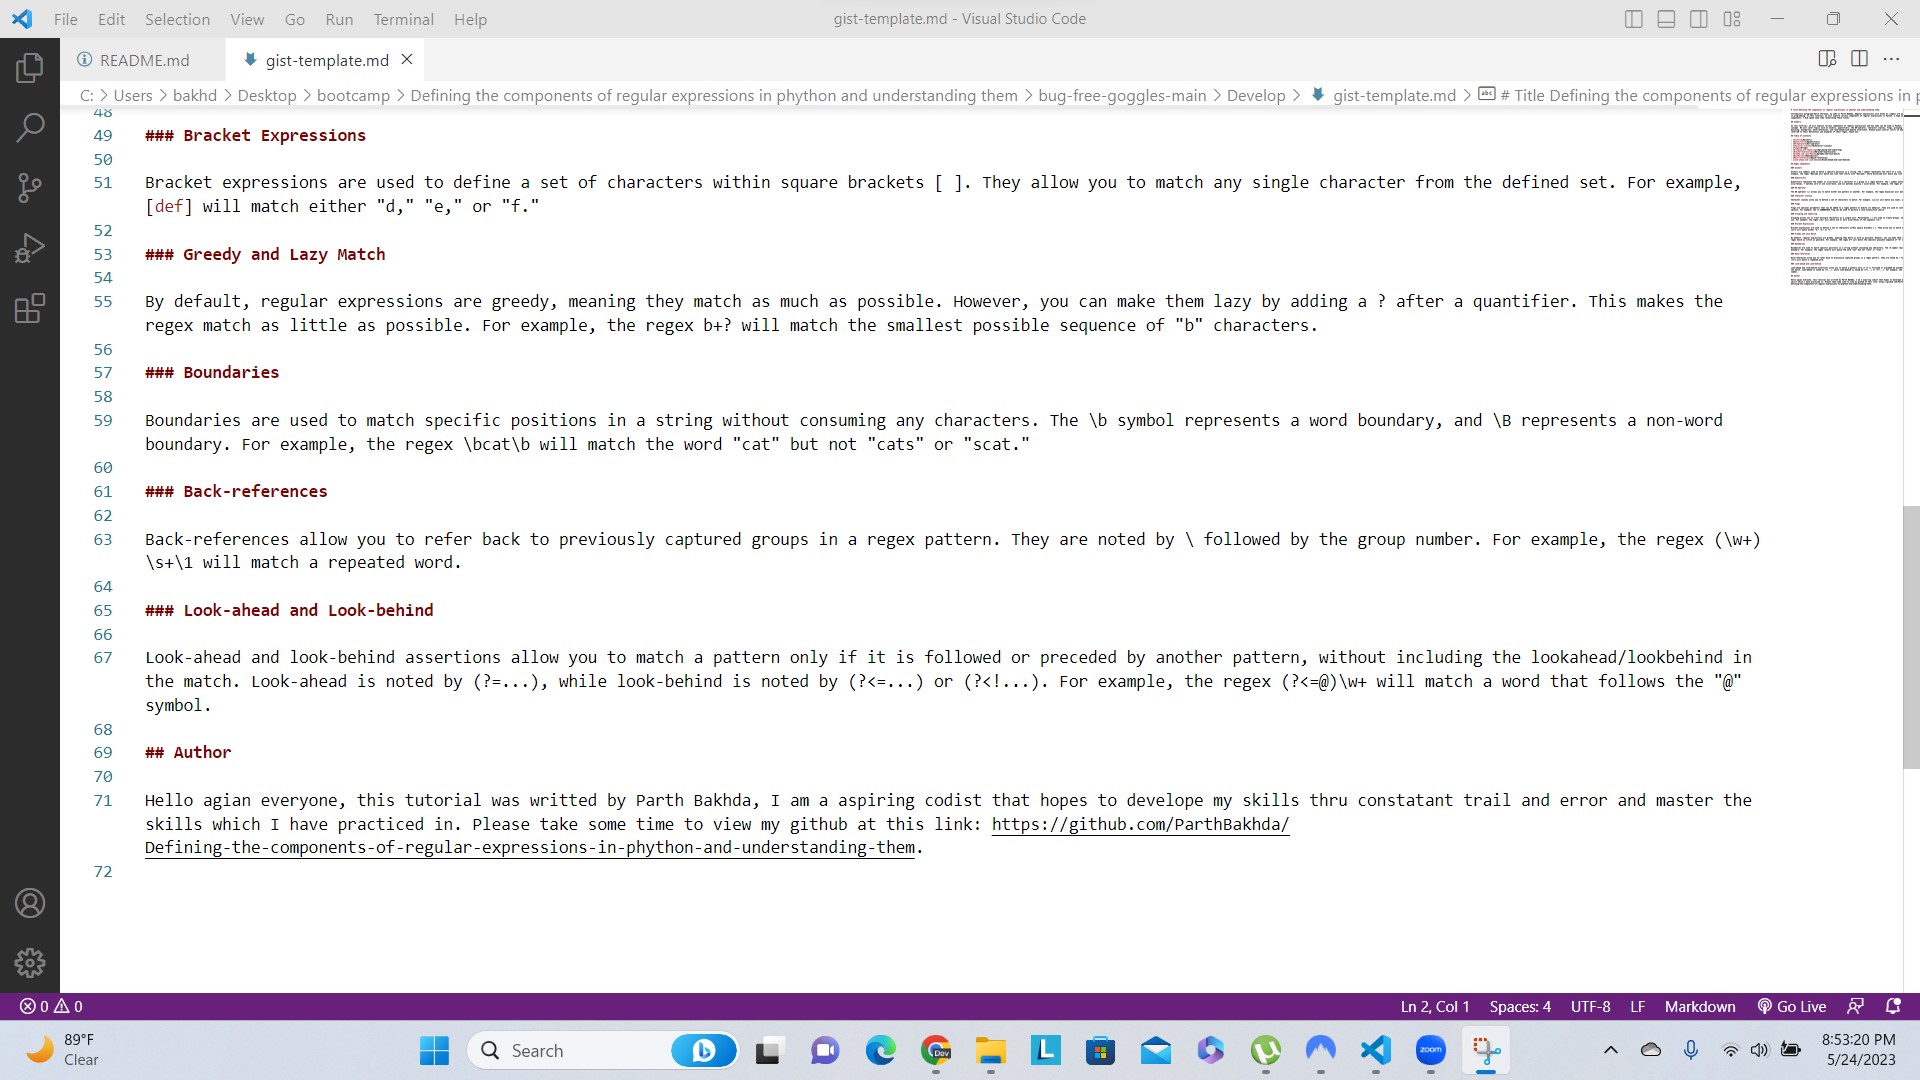 File Edit Selection View Go Run Terminal Help
gist-template.md - Visual Studio Code
README.md
gist-template.md
C: > Users > bakhd > Desktop > bootcamp > Defining the components of regular expressions in phython and understanding them > bug-free-goggles-main > Develop > gist-template.md > # Title Defining the components of regular expressions in
48
49 ### Bracket Expressions
50
51 Bracket expressions are used to define a set of characters within square brackets [ ]. They allow you to match any single character from the defined set. For example,
[def] will match either "d," "e," or "f."
52
53 ### Greedy and Lazy Match
54
55 By default, regular expressions are greedy, meaning they match as much as possible. However, you can make them lazy by adding a ? after a quantifier. This makes the
regex match as little as possible. For example, the regex b+? will match the smallest possible sequence of "b" characters.
56
57 ### Boundaries
58
59 Boundaries are used to match specific positions in a string without consuming any characters. The \b symbol represents a word boundary, and \B represents a non-word
boundary. For example, the regex \bcat\b will match the word "cat" but not "cats" or "scat."
60
61 ### Back-references
62
63 Back-references allow you to refer back to previously captured groups in a regex pattern. They are noted by \ followed by the group number. For example, the regex (\w+)
\s+\1 will match a repeated word.
64
65 ### Look-ahead and Look-behind
66
67 Look-ahead and look-behind assertions allow you to match a pattern only if it is followed or preceded by another pattern, without including the lookahead/lookbehind in
the match. Look-ahead is noted by (?=...), while look-behind is noted by (?<=...) or (?<!...). For example, the regex (?<=@)\w+ will match a word that follows the "@"
symbol.
68
69 ## Author
70
71 Hello agian everyone, this tutorial was writted by Parth Bakhda, I am a aspiring codist that hopes to develope my skills thru constatant trail and error and master the
skills which I have practiced in. Please take some time to view my github at this link: https://github.com/ParthBakhda/
Defining-the-components-of-regular-expressions-in-phython-and-understanding-them.
72
0 0
Ln 2, Col 1 Spaces: 4 UTF-8 LF Markdown Go Live
89°F
Clear
Search
Dev
L
zoom
8:53:20 PM
5/24/2023